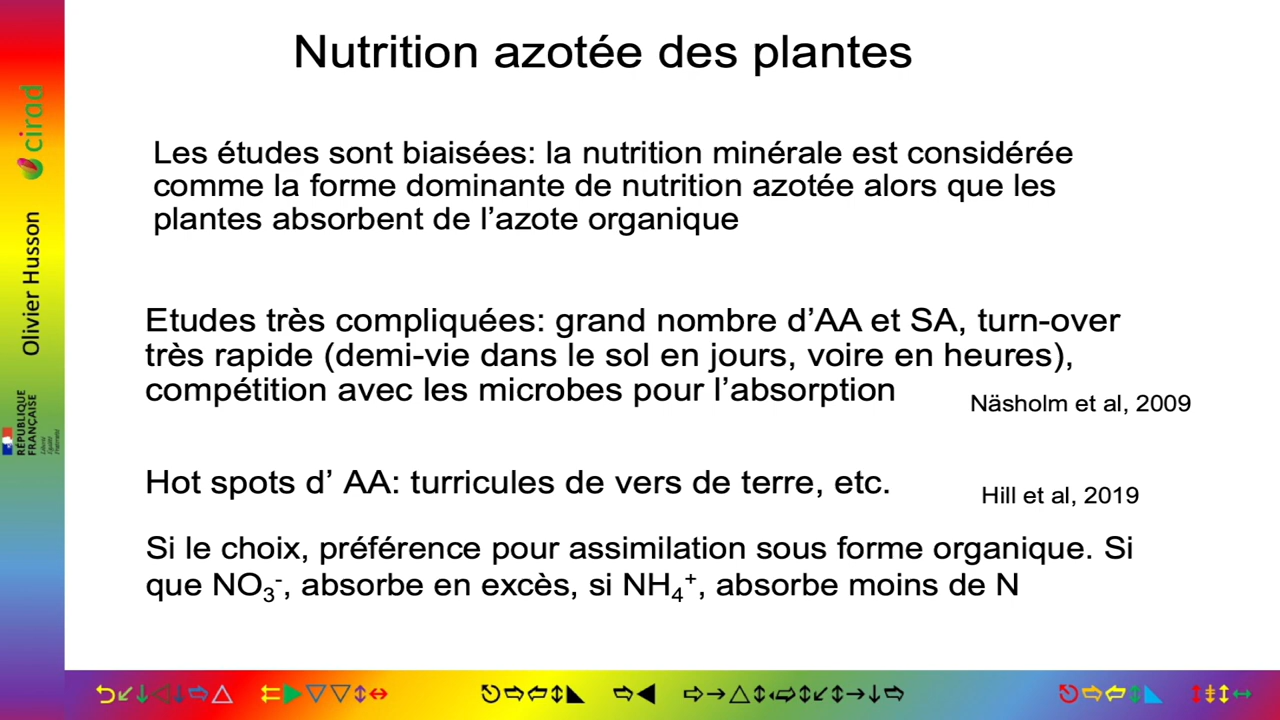 Nutrition azotée des plantes
Les études sont biaisées: la nutrition minérale est considérée
comme la forme dominante de nutrition azotée alors que les
plantes absorbent de l’azote organique
Etudes très compliquées: grand nombre d’AA et SA, turn-over
très rapide (demi-vie dans le sol en jours, voire en heures),
compétition avec les microbes pour l’absorption
Näsholm et al, 2009
Hot spots d’ AA: turricules de vers de terre, etc.
Hill et al, 2019
Si le choix, préférence pour assimilation sous forme organique. Si
que NO₃⁻, absorbe en excès, si NH₄⁺, absorbe moins de N
cirad
Olivier Husson
RÉPUBLIQUE
FRANÇAISE